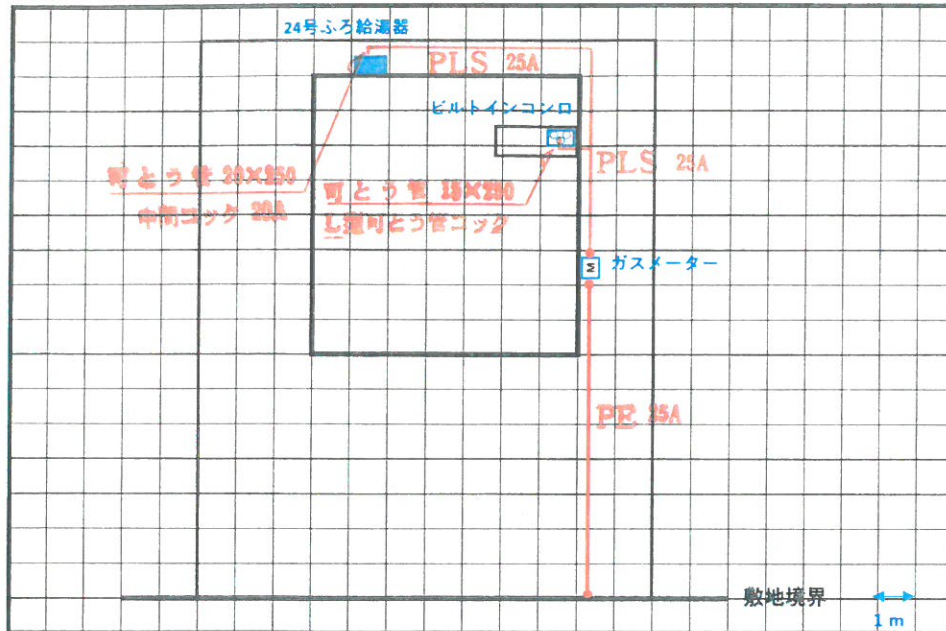 24号ふろ給湯器
PLS 25A
ビルトインコンロ
PLS 25A
可とう管 20×250
中間コック 20A
可とう管 15×250
L型可とう管コック
M
ガスメーター
PE 25A
敷地境界
1 m